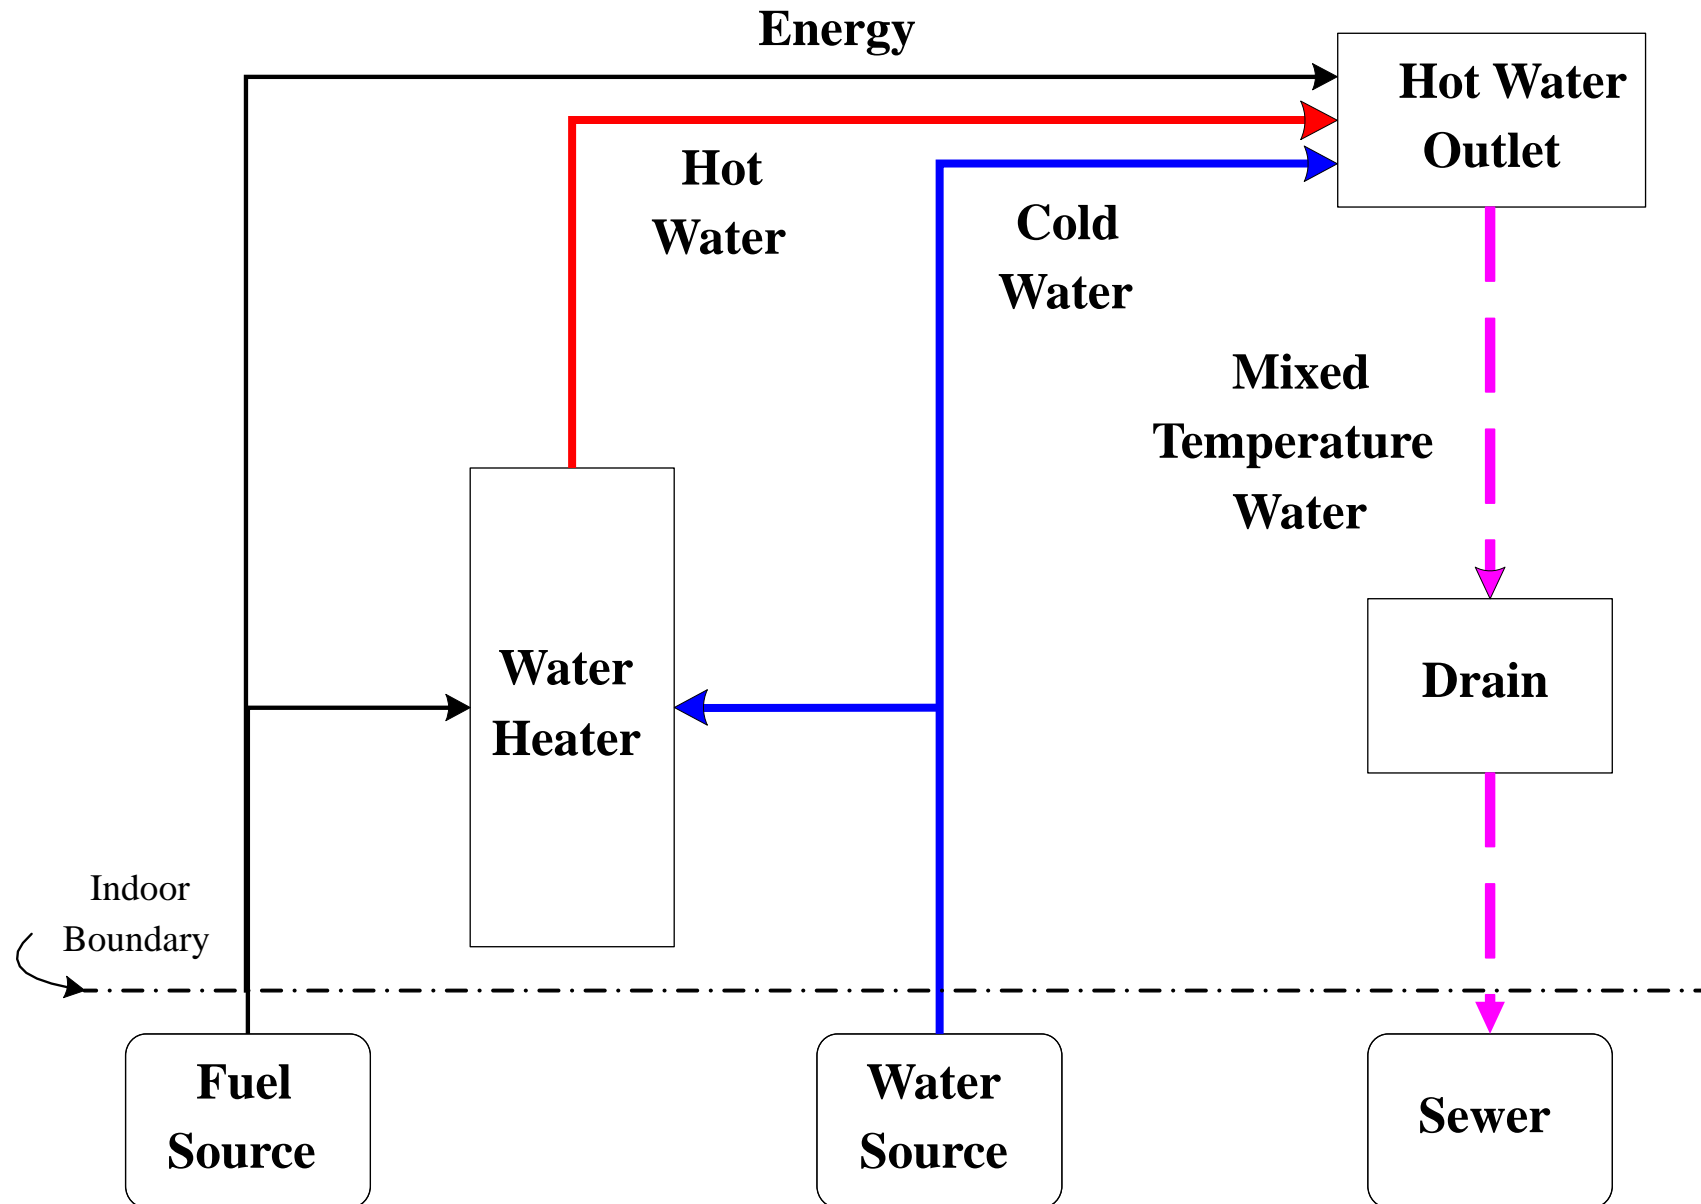 Energy
Hot Water
Outlet
Hot
Water
Cold
Water
Mixed
Temperature
Water
Water
Heater
Drain
Indoor
Boundary
Fuel
Source
Water
Source
Sewer